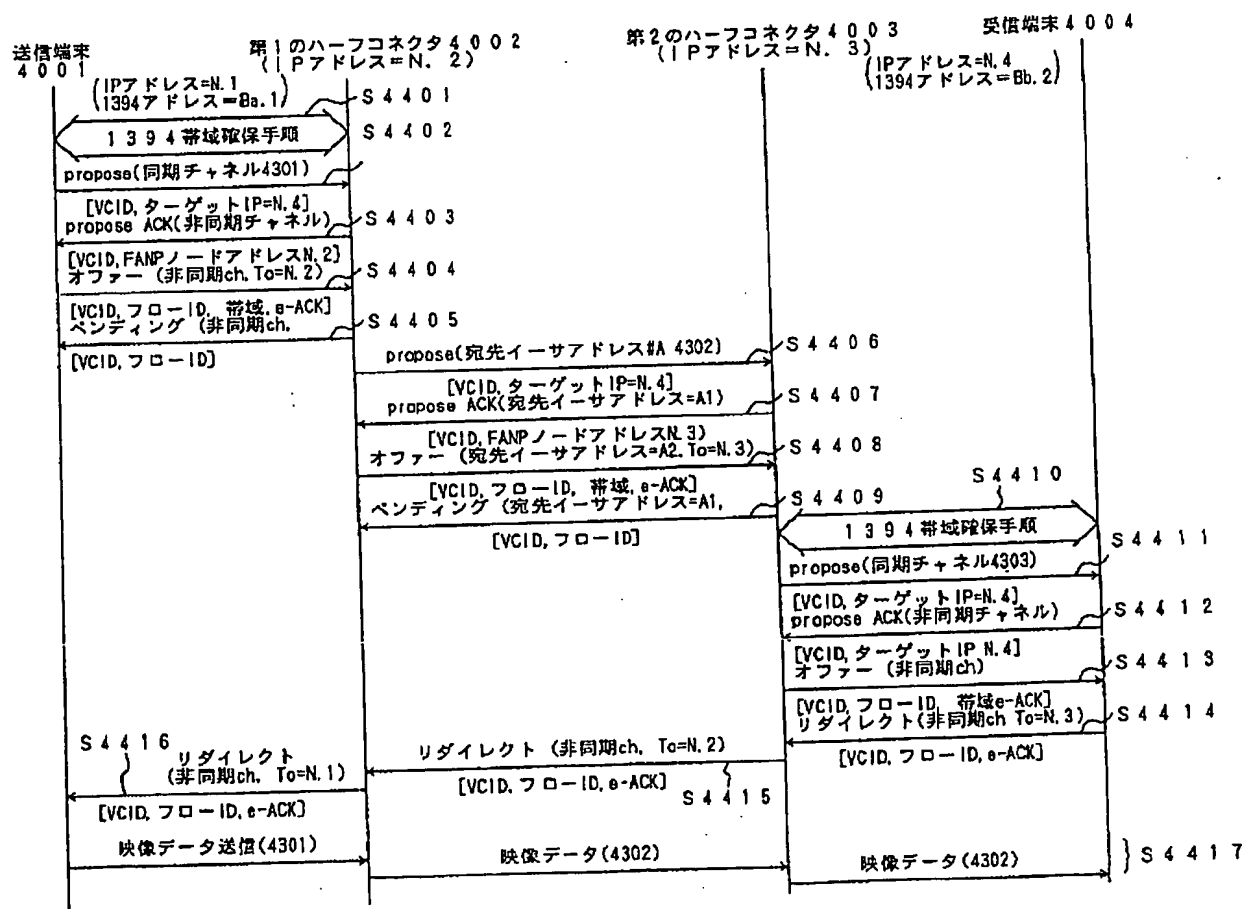 送信端末
4001
第1のハーフコネクタ4002
(IPアドレス=N. 2)
第2のハーフコネクタ4003
(IPアドレス=N. 3)
受信端末4004
(IPアドレス=N.1
1394アドレス=Ba.1)
(IPアドレス=N.4
1394アドレス=Bb.2)
S4401
1394帯域確保手順
S4402
propose(同期チャネル4301)
[VCID,ターゲットIP=N.4]
propose ACK(非同期チャネル)
S4403
[VCID,FANPノードアドレスN.2]
オファー (非同期ch,To=N.2)
S4404
[VCID,フローID, 帯域,e-ACK]
ペンディング (非同期ch,
S4405
[VCID,フローID]
propose(宛先イーサアドレス#A 4302)
S4406
[VCID,ターゲットIP=N.4]
propose ACK(宛先イーサアドレス=A1)
S4407
[VCID,FANPノードアドレスN.3)
オファー (宛先イーサアドレス=A2.To=N.3)
S4408
[VCID,フローID, 帯域,e-ACK]
ペンディング (宛先イーサアドレス=A1,
S4409
[VCID,フローID]
S4410
1394帯域確保手順
S4411
propose(同期チャネル4303)
[VCID,ターゲットIP=N.4]
propose ACK(非同期チャネル)
S4412
[VCID,ターゲットIP N.4]
オファー (非同期ch)
S4413
[VCID,フローID, 帯域e-ACK]
リダイレクト(非同期ch To=N.3)
S4414
[VCID,フローID,e-ACK]
リダイレクト (非同期ch, To=N.2)
[VCID,フローID,e-ACK]
S4415
S4416
リダイレクト
(非同期ch, To=N.1)
[VCID,フローID,e-ACK]
映像データ送信(4301)
映像データ(4302)
映像データ(4302)
}S4417